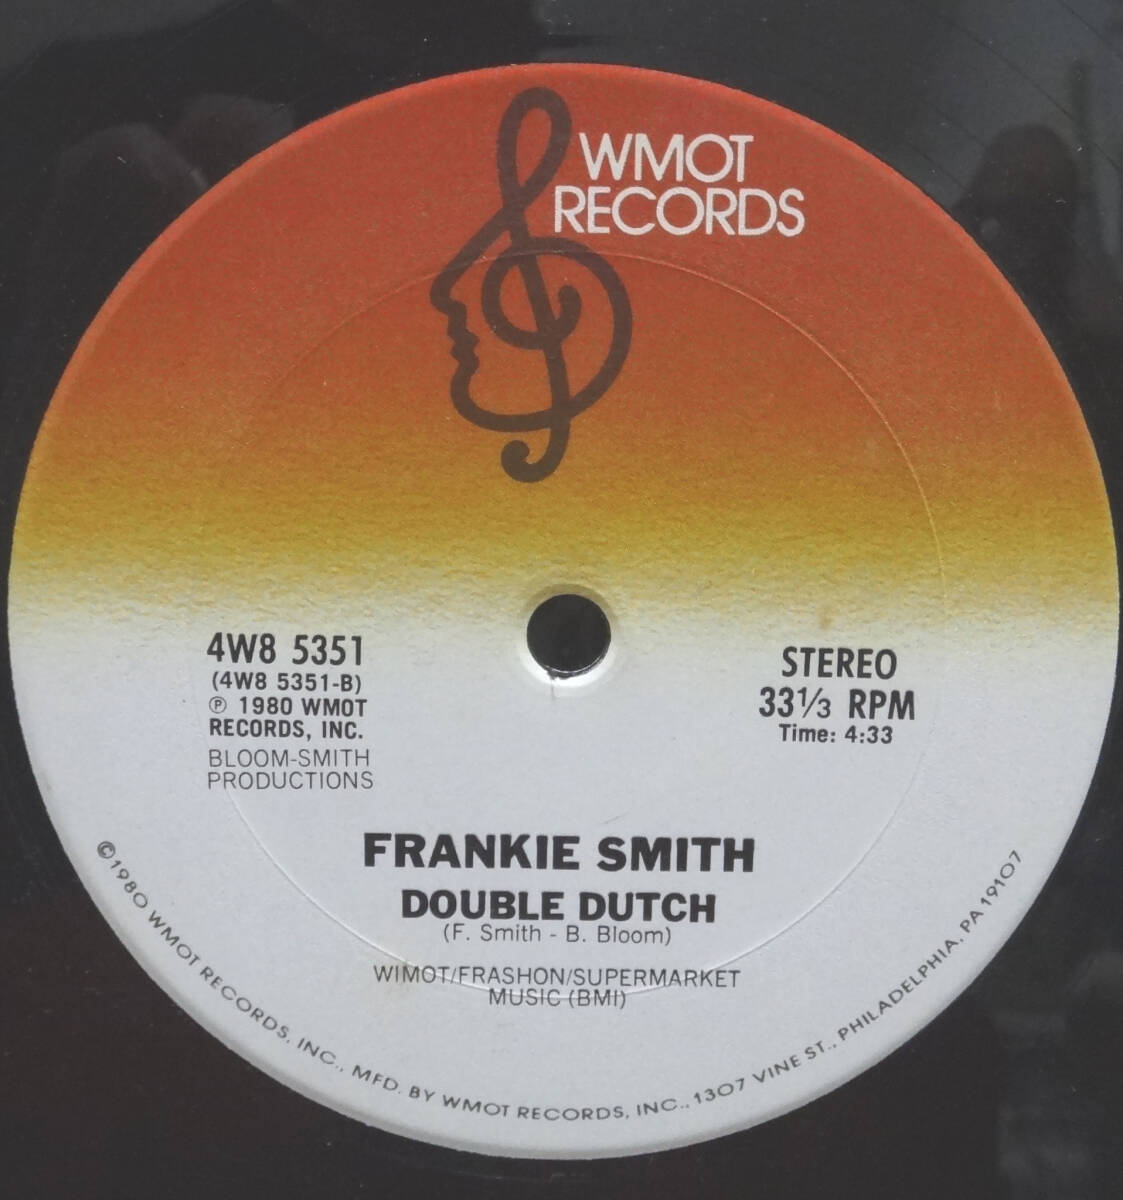 WMOT
RECORDS
4W8 5351
(4W8 5351-B)
℗ 1980 WMOT
RECORDS, INC.
BLOOM-SMITH
PRODUCTIONS
STEREO
33⅓ RPM
Time: 4:33
FRANKIE SMITH
DOUBLE DUTCH
(F. Smith - B. Bloom)
WIMOT/FRASHON/SUPERMARKET
MUSIC (BMI)
©1980 WMOT RECORDS, INC., MFD. BY WMOT RECORDS, INC., 1307 VINE ST., PHILADELPHIA, PA 19107